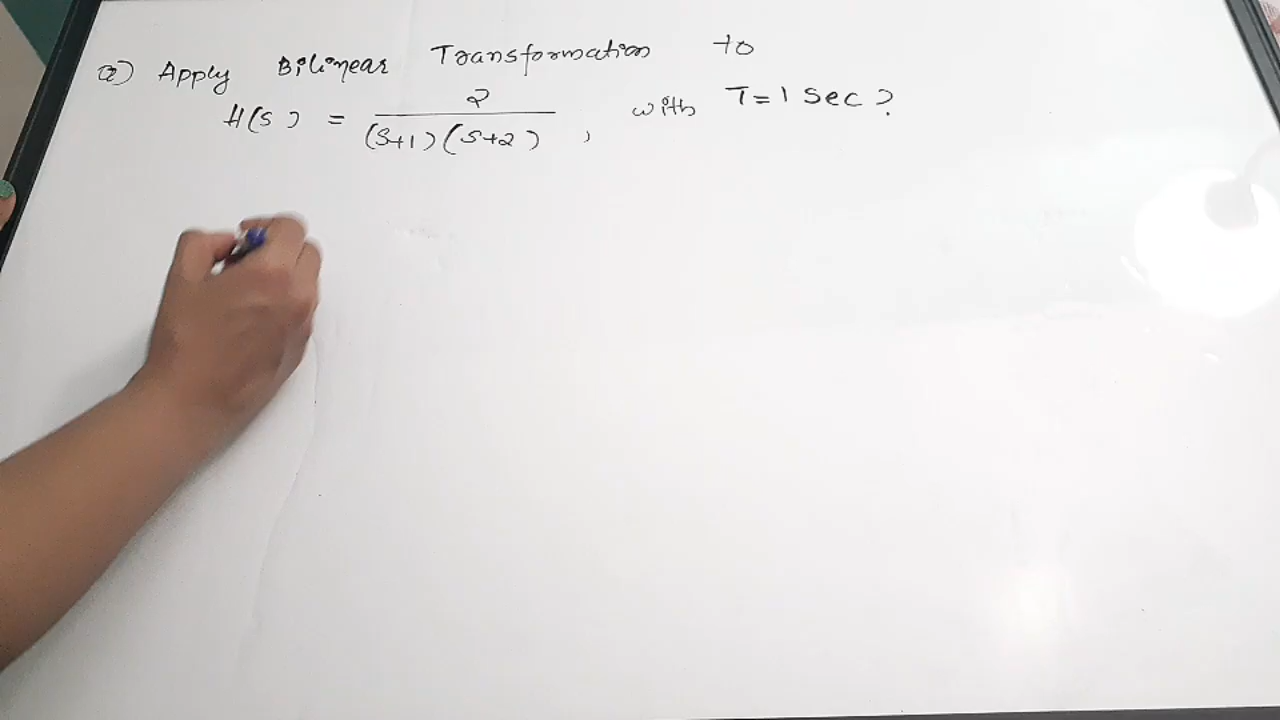 Q) Apply Bilinear Transformation to
H(s) = 2 / (s+1)(s+2) , with T=1 Sec ?